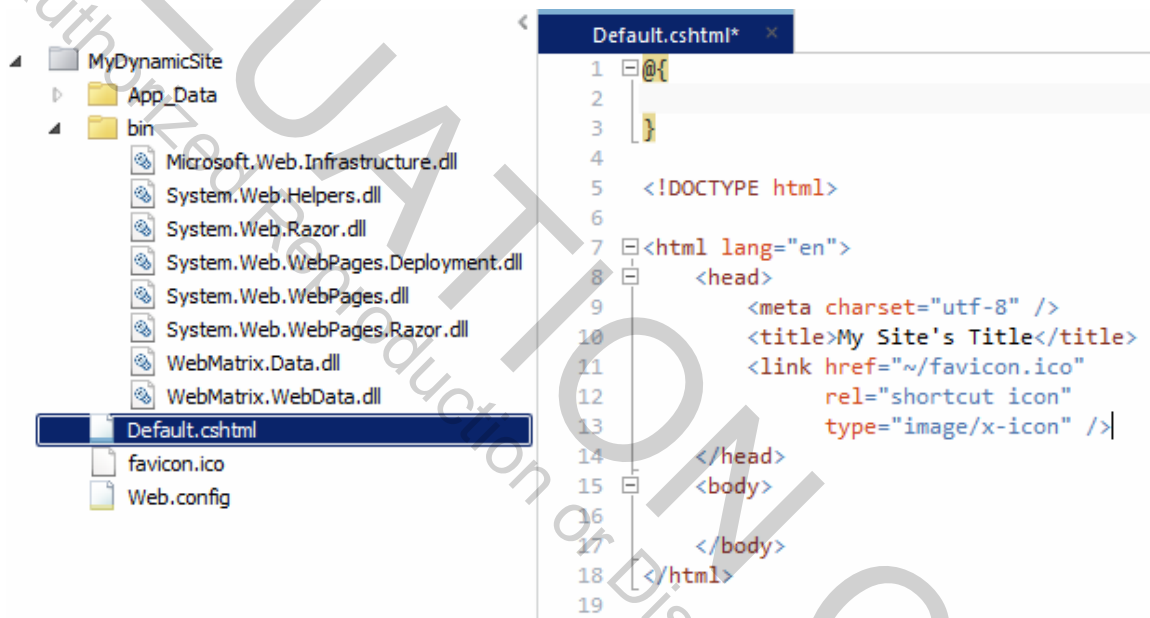 MyDynamicSite
App_Data
bin
Microsoft.Web.Infrastructure.dll
System.Web.Helpers.dll
System.Web.Razor.dll
System.Web.WebPages.Deployment.dll
System.Web.WebPages.dll
System.Web.WebPages.Razor.dll
WebMatrix.Data.dll
WebMatrix.WebData.dll
Default.cshtml
favicon.ico
Web.config
Default.cshtml* ×
1 @{
2
3 }
4
5 <!DOCTYPE html>
6
7 <html lang="en">
8 <head>
9 <meta charset="utf-8" />
10 <title>My Site's Title</title>
11 <link href="~/favicon.ico"
12 rel="shortcut icon"
13 type="image/x-icon" />
14 </head>
15 <body>
16
17 </body>
18 </html>
19
UATION
Reproduction or